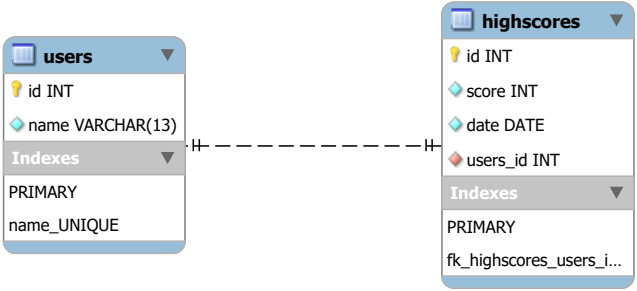 users
id INT
name VARCHAR(13)
Indexes
PRIMARY
name_UNIQUE
highscores
id INT
score INT
date DATE
users_id INT
Indexes
PRIMARY
fk_highscores_users_i...